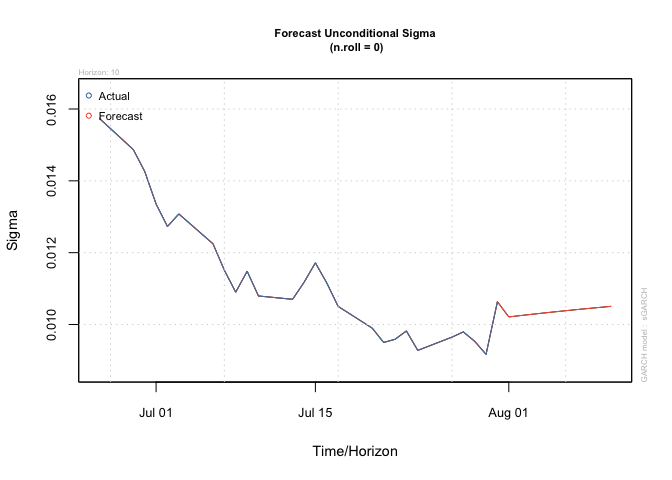 Forecast Unconditional Sigma
(n.roll = 0)
Horizon: 10
Actual
Forecast
0.016
0.014
0.012
0.010
Sigma
Jul 01
Jul 15
Aug 01
Time/Horizon
GARCH model : sGARCH